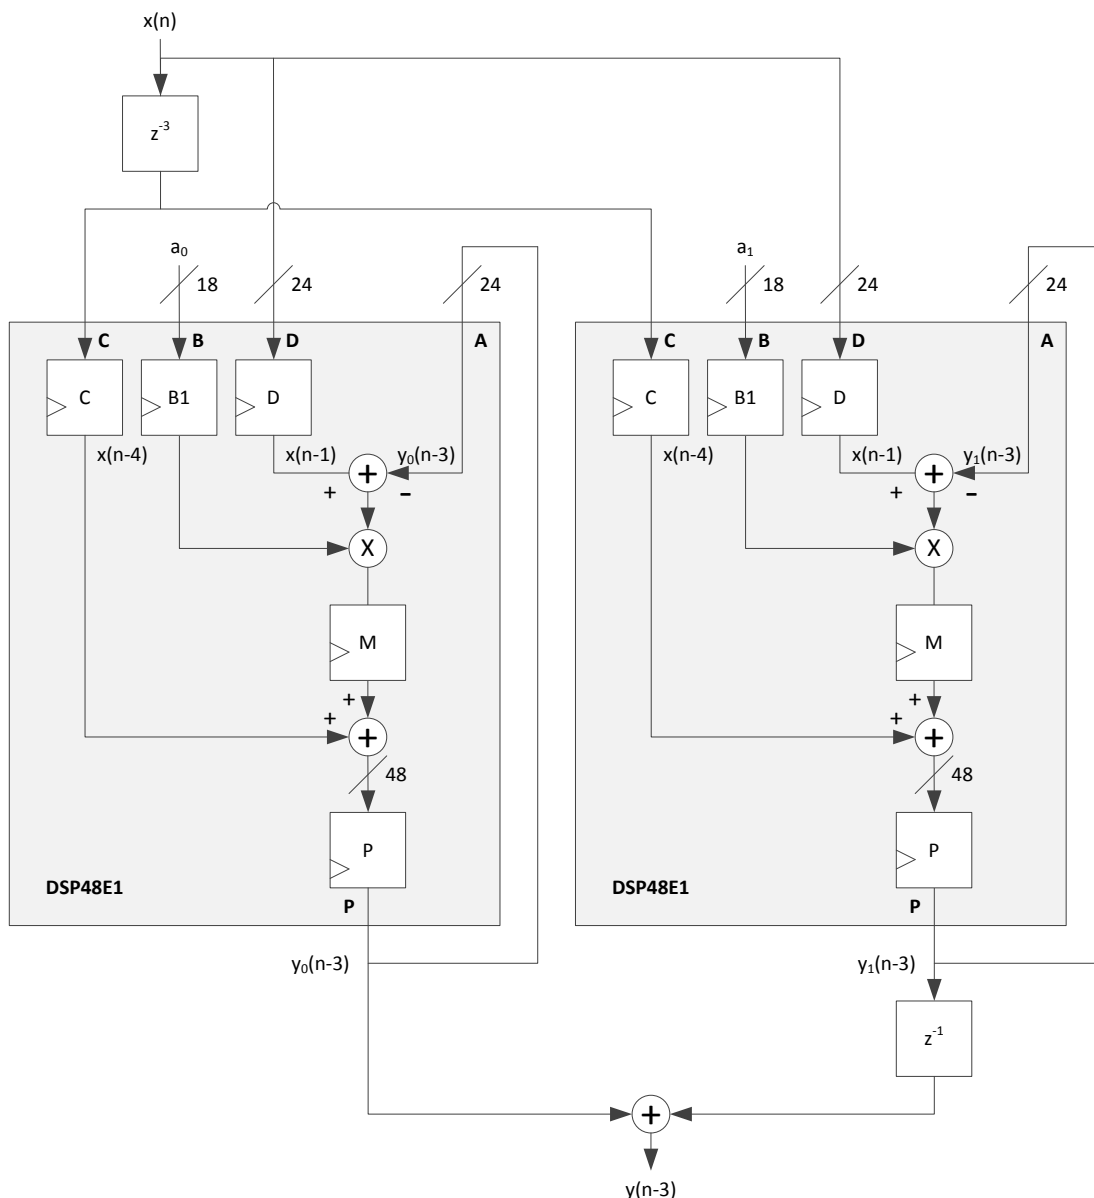 x(n)
z⁻³
a₀
18
24
24
a₁
18
24
24
C
B
D
A
C
B
D
A
C
B1
D
C
B1
D
x(n-4)
x(n-1)
y₀(n-3)
x(n-4)
x(n-1)
y₁(n-3)
+
+
−
+
+
−
X
X
M
M
+
+
+
+
+
+
48
48
P
P
DSP48E1
DSP48E1
P
P
y₀(n-3)
y₁(n-3)
z⁻¹
+
y(n-3)